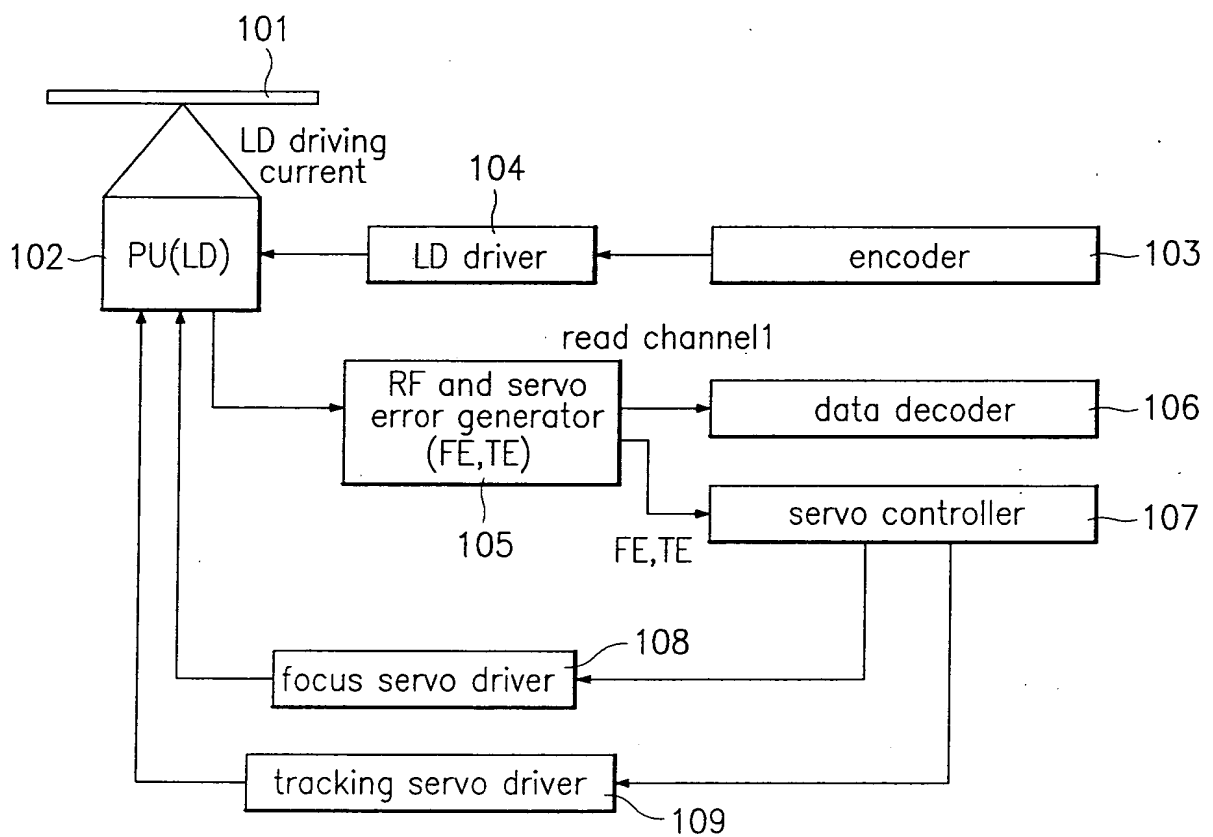 101
LD driving
current
104
102
PU(LD)
LD driver
encoder
103
read channel1
RF and servo
error generator
(FE,TE)
data decoder
106
servo controller
107
105
FE,TE
108
focus servo driver
tracking servo driver
109